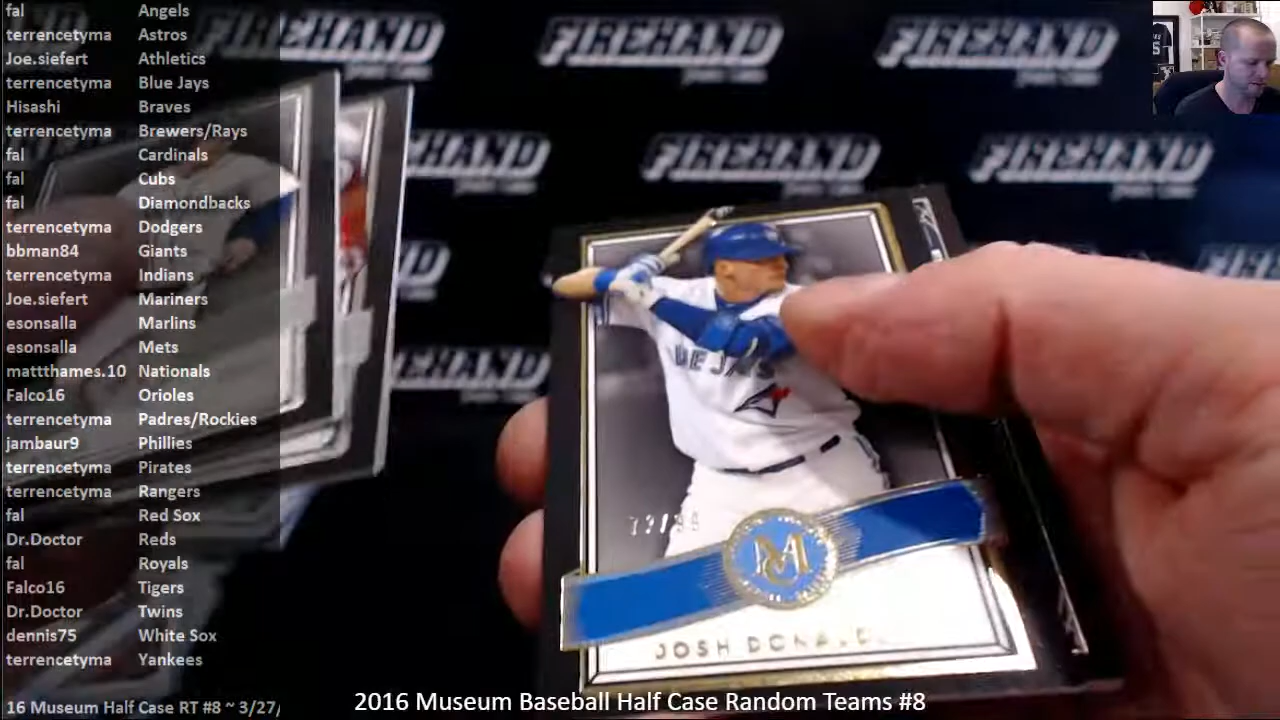 fal Angels
terrencetyma Astros
Joe.siefert Athletics
terrencetyma Blue Jays
Hisashi Braves
terrencetyma Brewers/Rays
fal Cardinals
fal Cubs
fal Diamondbacks
terrencetyma Dodgers
bbman84 Giants
terrencetyma Indians
Joe.siefert Mariners
esonsalla Marlins
esonsalla Mets
mattthames.10 Nationals
Falco16 Orioles
terrencetyma Padres/Rockies
jambaur9 Phillies
terrencetyma Pirates
terrencetyma Rangers
fal Red Sox
Dr.Doctor Reds
fal Royals
Falco16 Tigers
Dr.Doctor Twins
dennis75 White Sox
terrencetyma Yankees
16 Museum Half Case RT #8 ~ 3/27/
FIREHAND FIREHAND FIREHAND
FIREHAND FIREHAND FIREHAND
JAYS
MC
JOSH
2016 Museum Baseball Half Case Random Teams #8